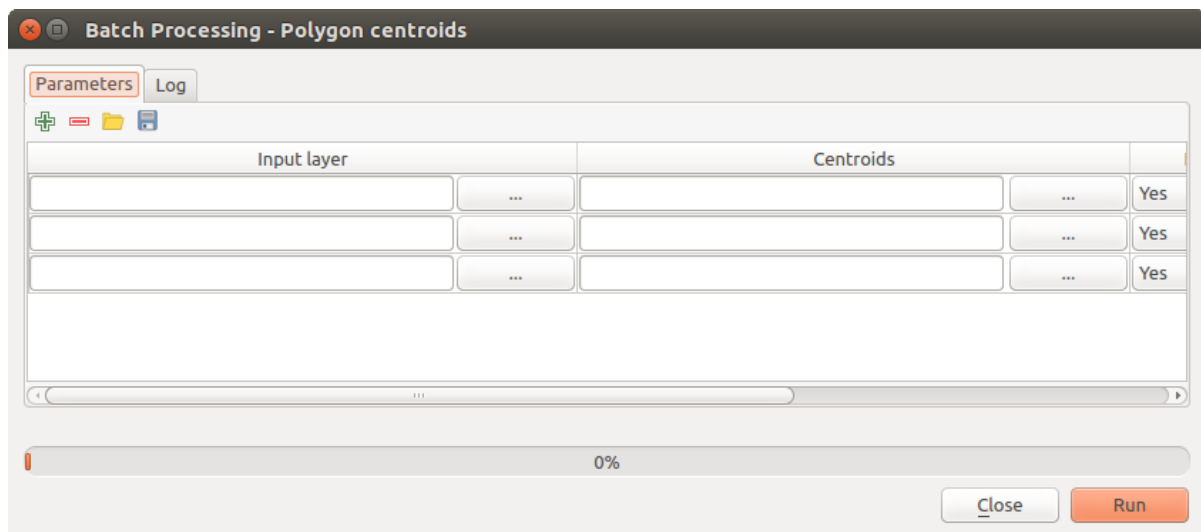 Batch Processing - Polygon centroids
Parameters Log
Input layer Centroids
... ... Yes
... ... Yes
... ... Yes
0%
Close Run